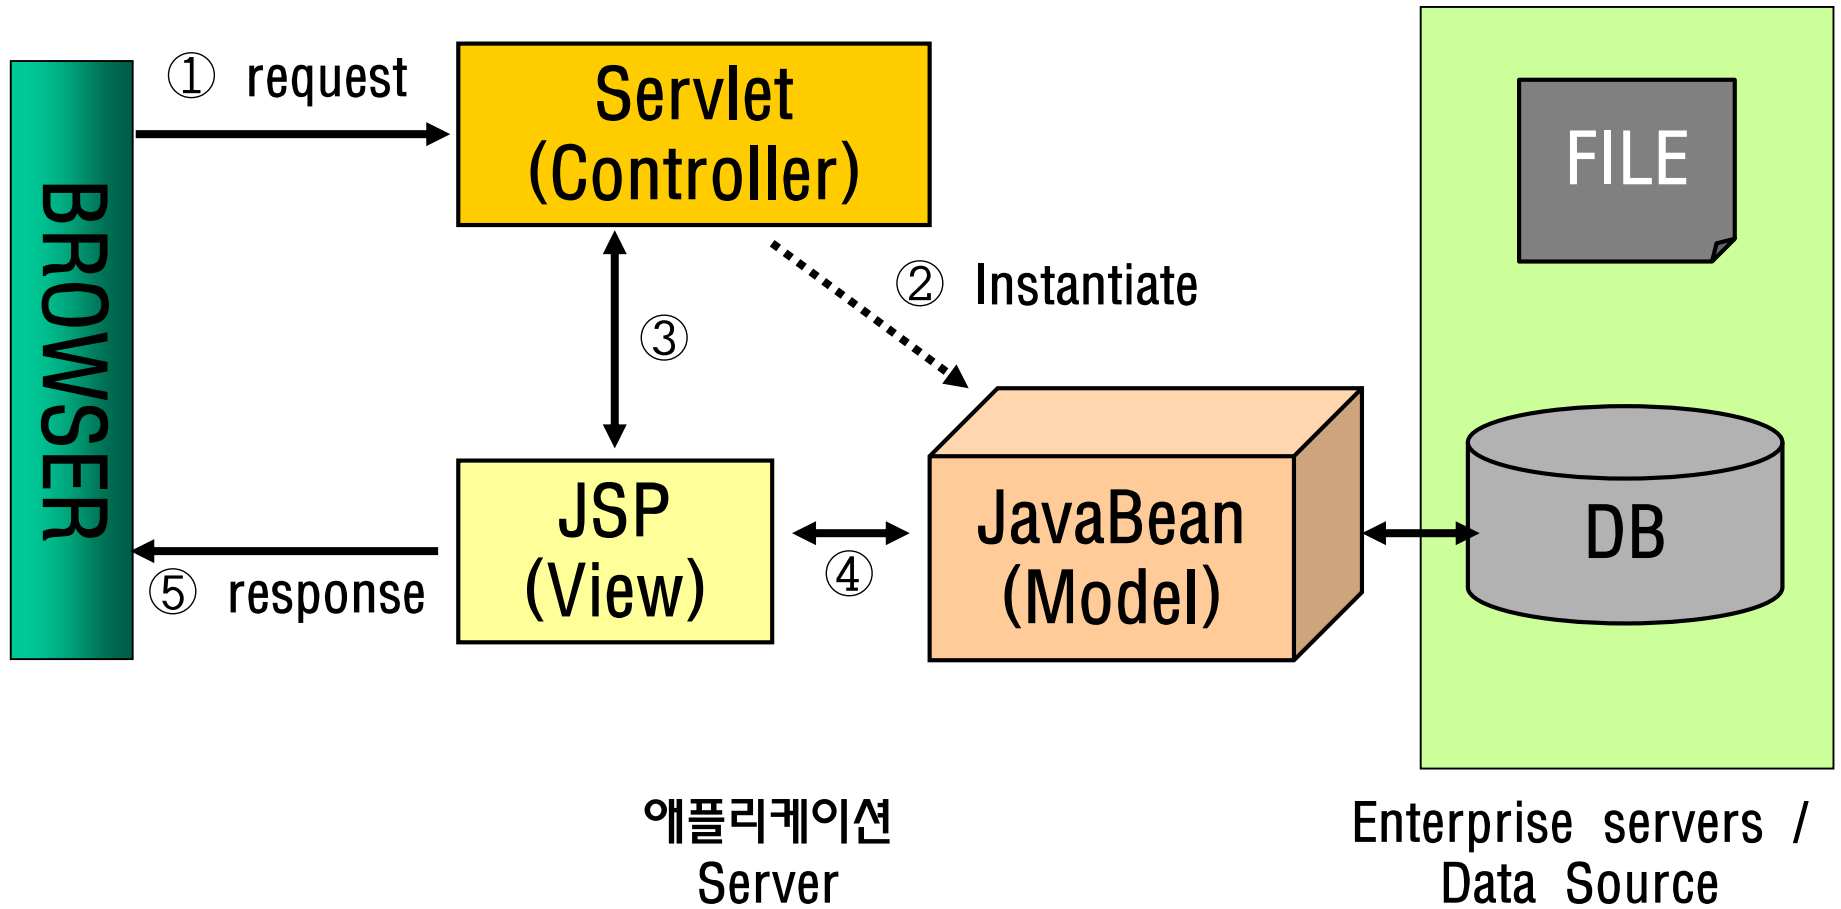 ① request
Servlet
(Controller)
FILE
BROWSER
② Instantiate
③
JSP
(View)
④
JavaBean
(Model)
DB
⑤ response
애플리케이션
Server
Enterprise servers /
Data Source